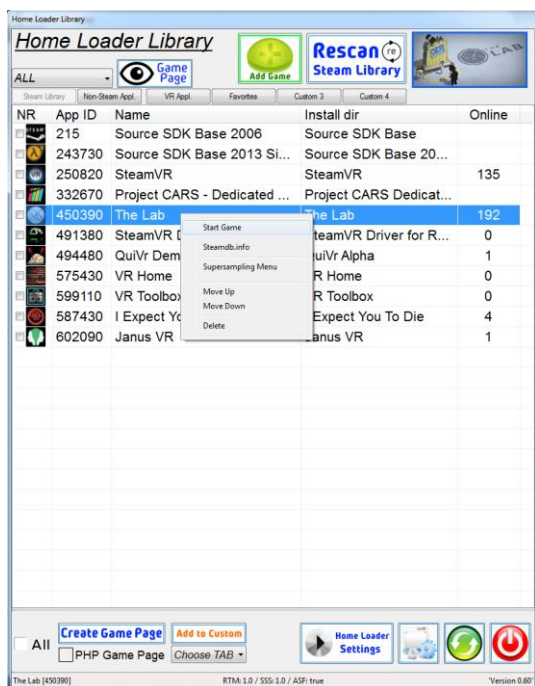 Home Loader Library
Home Loader Library
ALL
Game Page
Add Game
Rescan Steam Library
LAB
Steam Library Non-Steam Appl. VR Appl. Favorites Custom 3 Custom 4
NR App ID Name Install dir Online
215 Source SDK Base 2006 Source SDK Base
243730 Source SDK Base 2013 Si... Source SDK Base 20...
250820 SteamVR SteamVR 135
332670 Project CARS - Dedicated ... Project CARS Dedicat...
450390 The Lab The Lab 192
491380 SteamVR teamVR Driver for R... 0
494480 QuiVr Dem uiVr Alpha 1
575430 VR Home R Home 0
599110 VR Toolbox R Toolbox 0
587430 I Expect Yo Expect You To Die 4
602090 Janus VR anus VR 1
Start Game
Steamdb.info
Supersampling Menu
Move Up
Move Down
Delete
All
Create Game Page
Add to Custom
PHP Game Page
Choose TAB
Home Loader Settings
The Lab [450390] RTM: 1.0 / SSS: 1.0 / ASF: true 'Version 0.60'